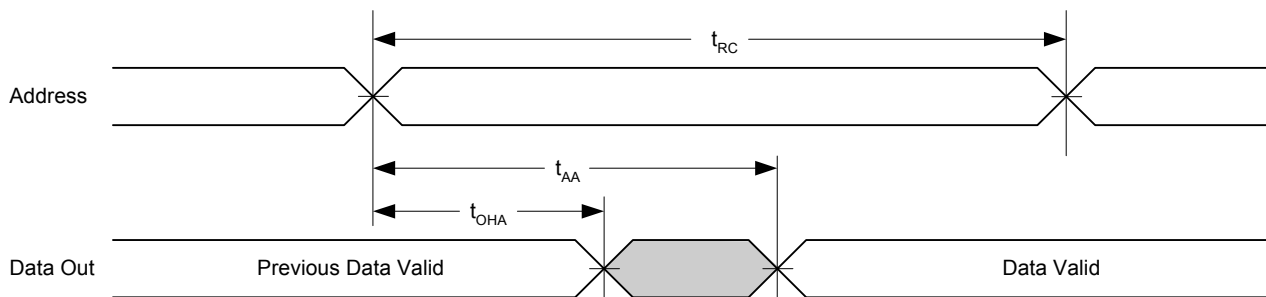 t_RC
Address
t_AA
t_OHA
Data Out Previous Data Valid Data Valid